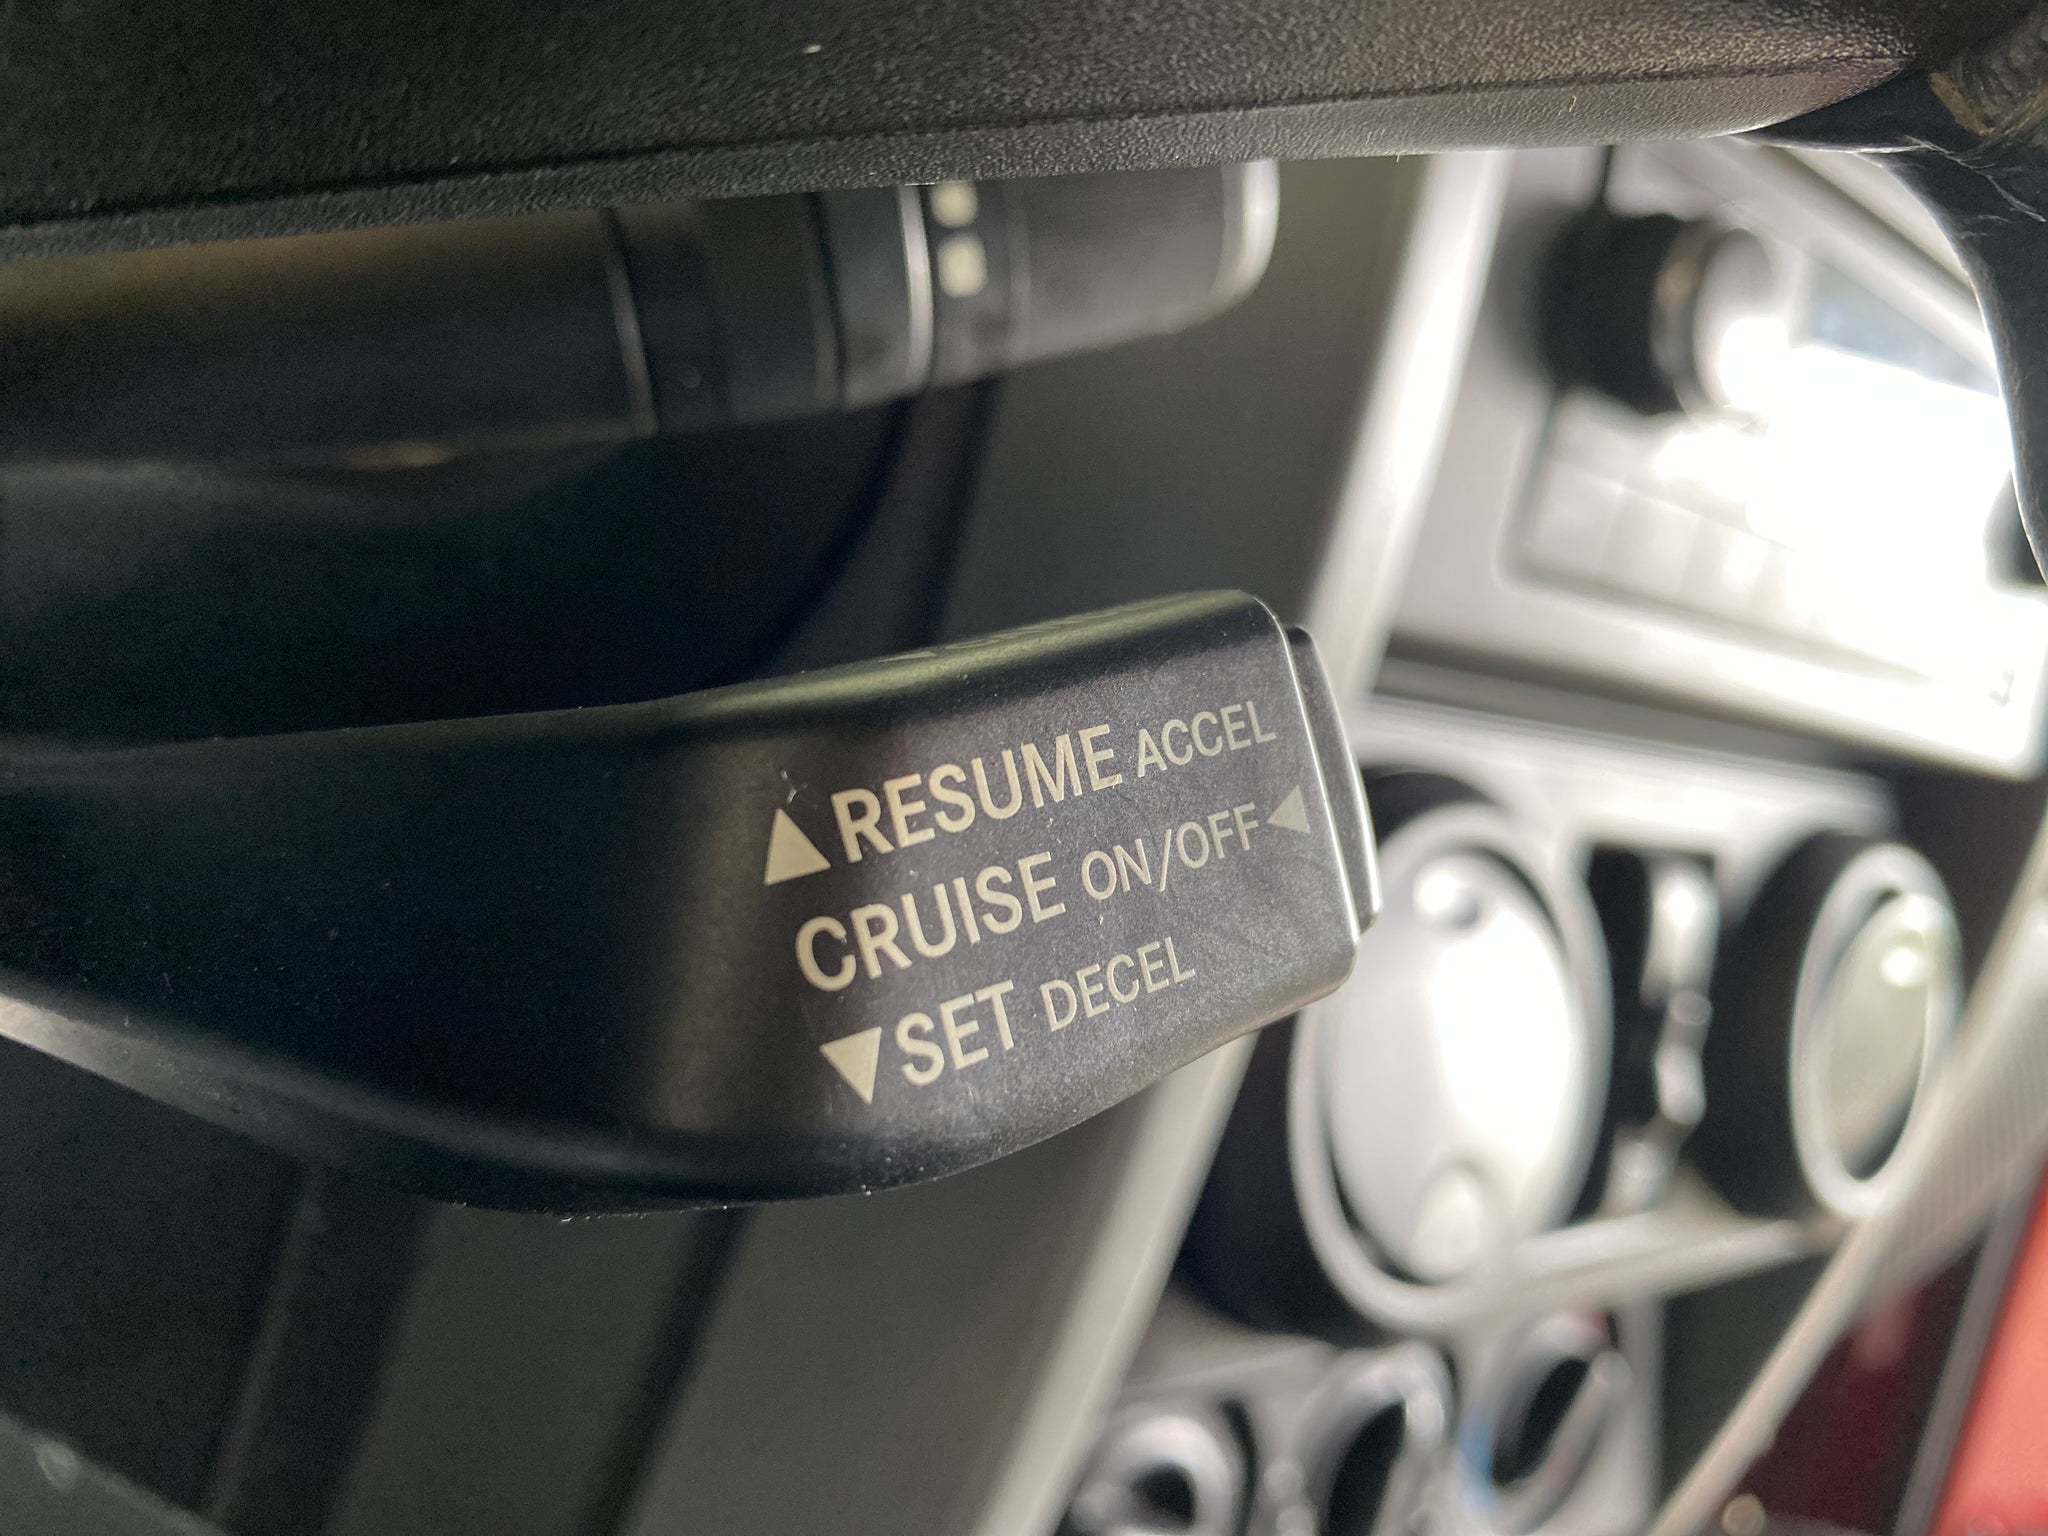 ▲ RESUME ACCEL
CRUISE ON/OFF ◀
▼ SET DECEL